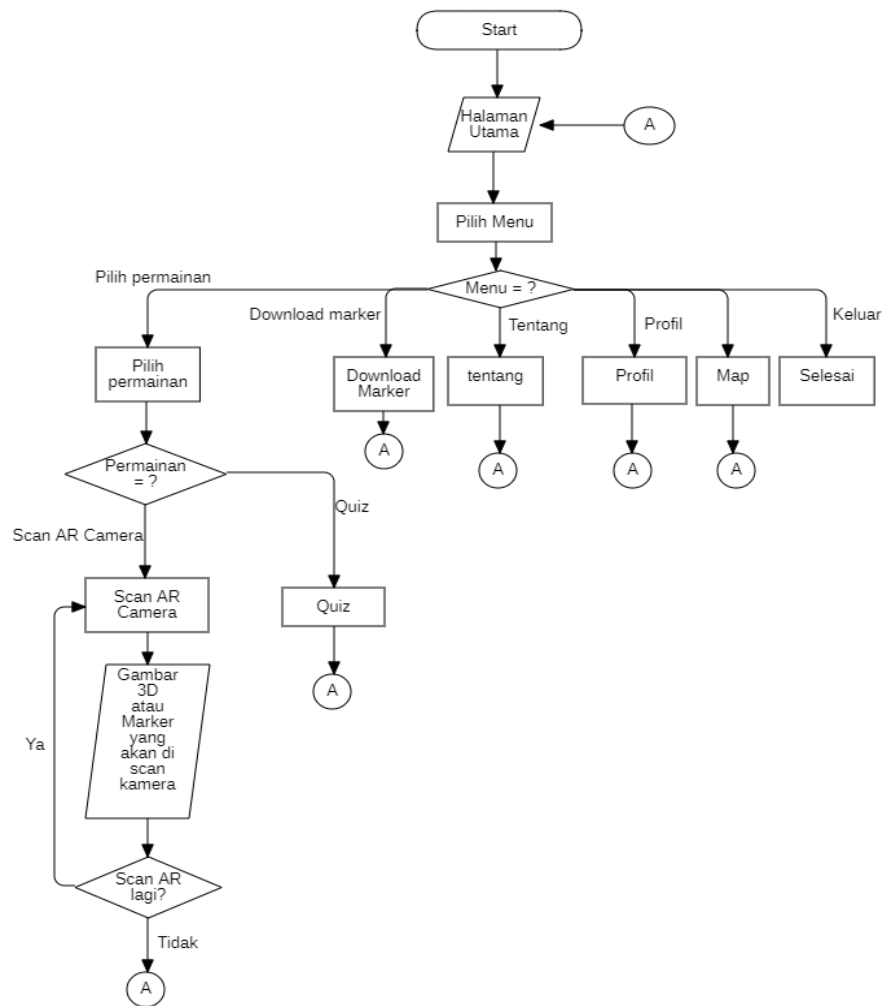 Start
Halaman
Utama
A
Pilih Menu
Menu = ?
Pilih permainan
Download marker
Tentang
Profil
Keluar
Pilih
permainan
Download
Marker
tentang
Profil
Map
Selesai
A
A
A
A
Permainan
= ?
Scan AR Camera
Quiz
Scan AR
Camera
Quiz
A
Gambar
3D
atau
Marker
yang
akan di
scan
kamera
Ya
Scan AR
lagi?
Tidak
A